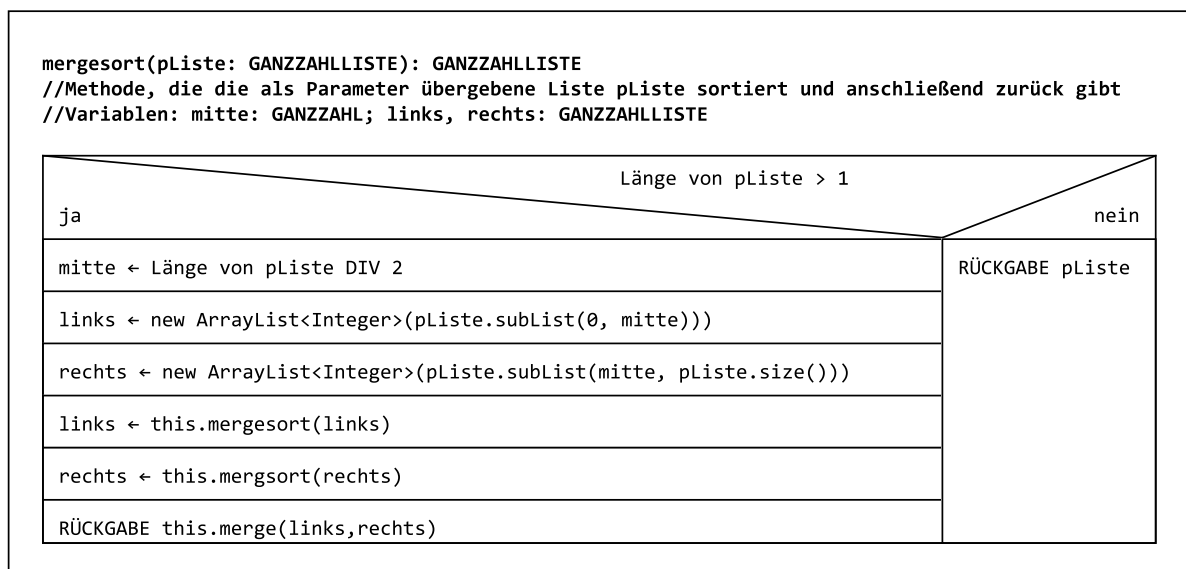 mergesort(pListe: GANZZAHLLISTE): GANZZAHLLISTE
//Methode, die die als Parameter übergebene Liste pListe sortiert und anschließend zurück gibt
//Variablen: mitte: GANZZAHL; links, rechts: GANZZAHLLISTE
Länge von pListe > 1
ja
nein
mitte ← Länge von pListe DIV 2
RÜCKGABE pListe
links ← new ArrayList<Integer>(pListe.subList(0, mitte)))
rechts ← new ArrayList<Integer>(pListe.subList(mitte, pListe.size()))
links ← this.mergesort(links)
rechts ← this.mergsort(rechts)
RÜCKGABE this.merge(links,rechts)